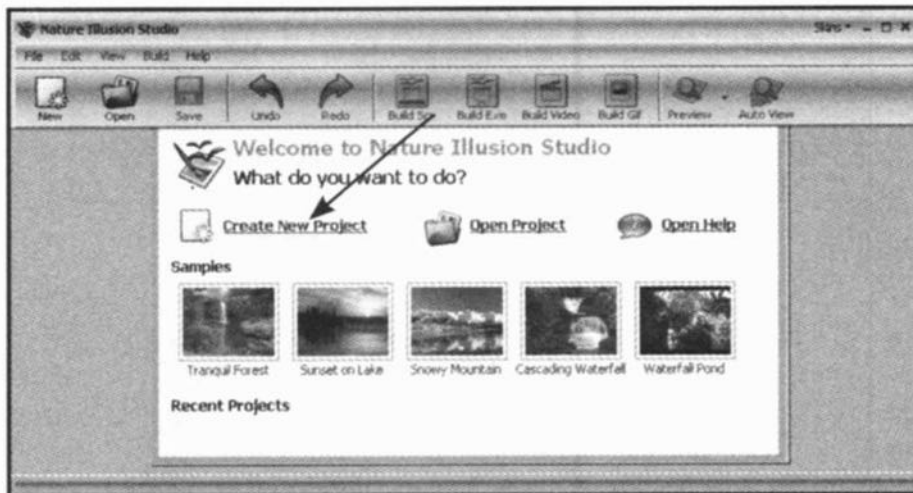 Nature Illusion Studio
Skins
File Edit View Build Help
New Open Save Undo Redo Build Scr Build Exe Build Video Build Gif Preview Auto View
Welcome to Nature Illusion Studio
What do you want to do?
Create New Project Open Project Open Help
Samples
Tranquil Forest Sunset on Lake Snowy Mountain Cascading Waterfall Waterfall Pond
Recent Projects